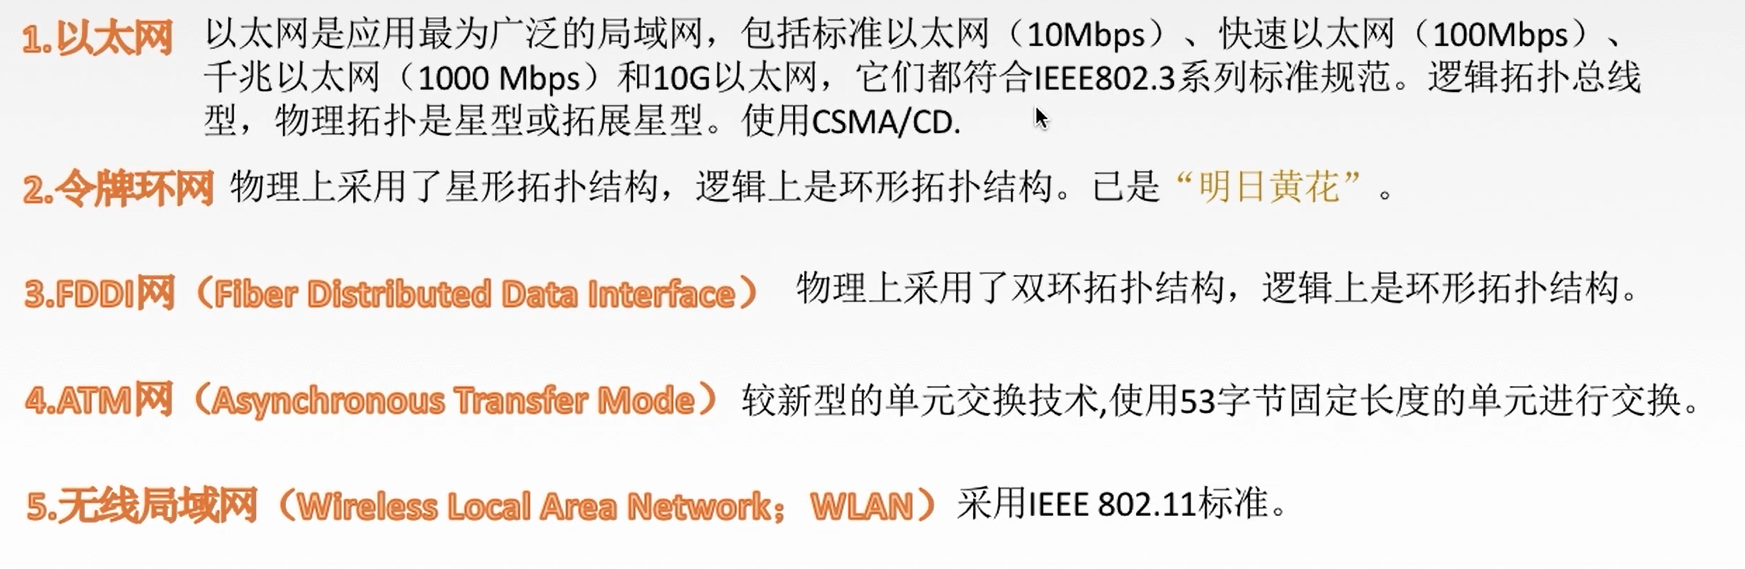 1.以太网 以太网是应用最为广泛的局域网，包括标准以太网（10Mbps）、快速以太网（100Mbps）、
千兆以太网（1000 Mbps）和10G以太网，它们都符合IEEE802.3系列标准规范。逻辑拓扑总线
型，物理拓扑是星型或拓展星型。使用CSMA/CD.
2.令牌环网 物理上采用了星形拓扑结构，逻辑上是环形拓扑结构。已是“明日黄花”。
3.FDDI网（Fiber Distributed Data Interface） 物理上采用了双环拓扑结构，逻辑上是环形拓扑结构。
4.ATM网（Asynchronous Transfer Mode） 较新型的单元交换技术,使用53字节固定长度的单元进行交换。
5.无线局域网（Wireless Local Area Network；WLAN） 采用IEEE 802.11标准。